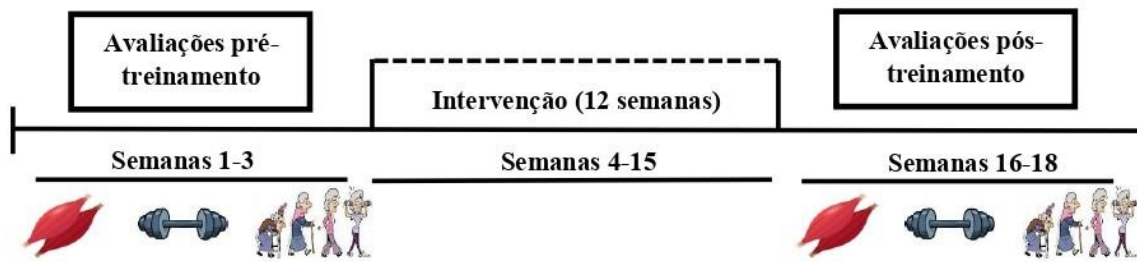 Avaliações pré-
treinamento
Intervenção (12 semanas)
Avaliações pós-
treinamento
Semanas 1-3
Semanas 4-15
Semanas 16-18